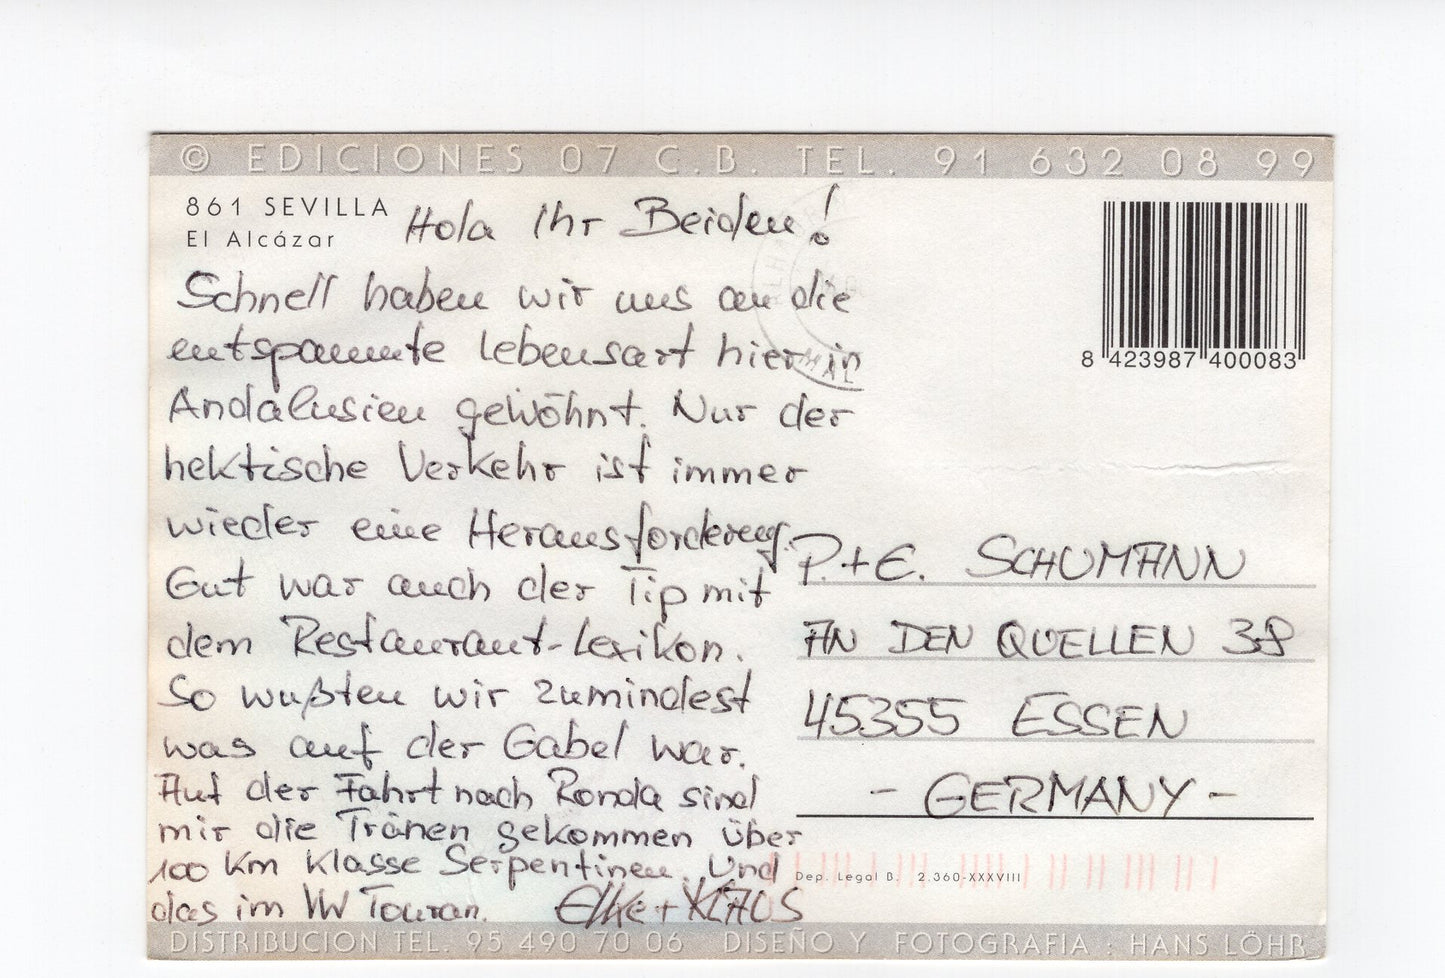 © EDICIONES 07 C.B. TEL. 91 632 08 99
861 SEVILLA
El Alcázar
Hola Ihr Beiden!
Schnell haben wir uns an die
entspannte Lebensart hier in
Andalusien gewöhnt. Nur der
hektische Verkehr ist immer
wieder eine Herausforderung.
Gut war auch der Tip mit
dem Restaurant-Lexikon.
So wußten wir zumindest
was auf der Gabel war.
Auf der Fahrt nach Ronda sind
mir die Tränen gekommen über
100 Km Klasse Serpentinen. Und
das im VW Touran.
Elke + KLAUS
8 423987 400083
P. + E. SCHUMANN
AN DEN QUELLEN 38
45355 ESSEN
- GERMANY -
Dep. Legal B. 2.360-XXXVIII
DISTRIBUCION TEL. 95 490 70 06 DISEÑO Y FOTOGRAFIA : HANS LÖHR